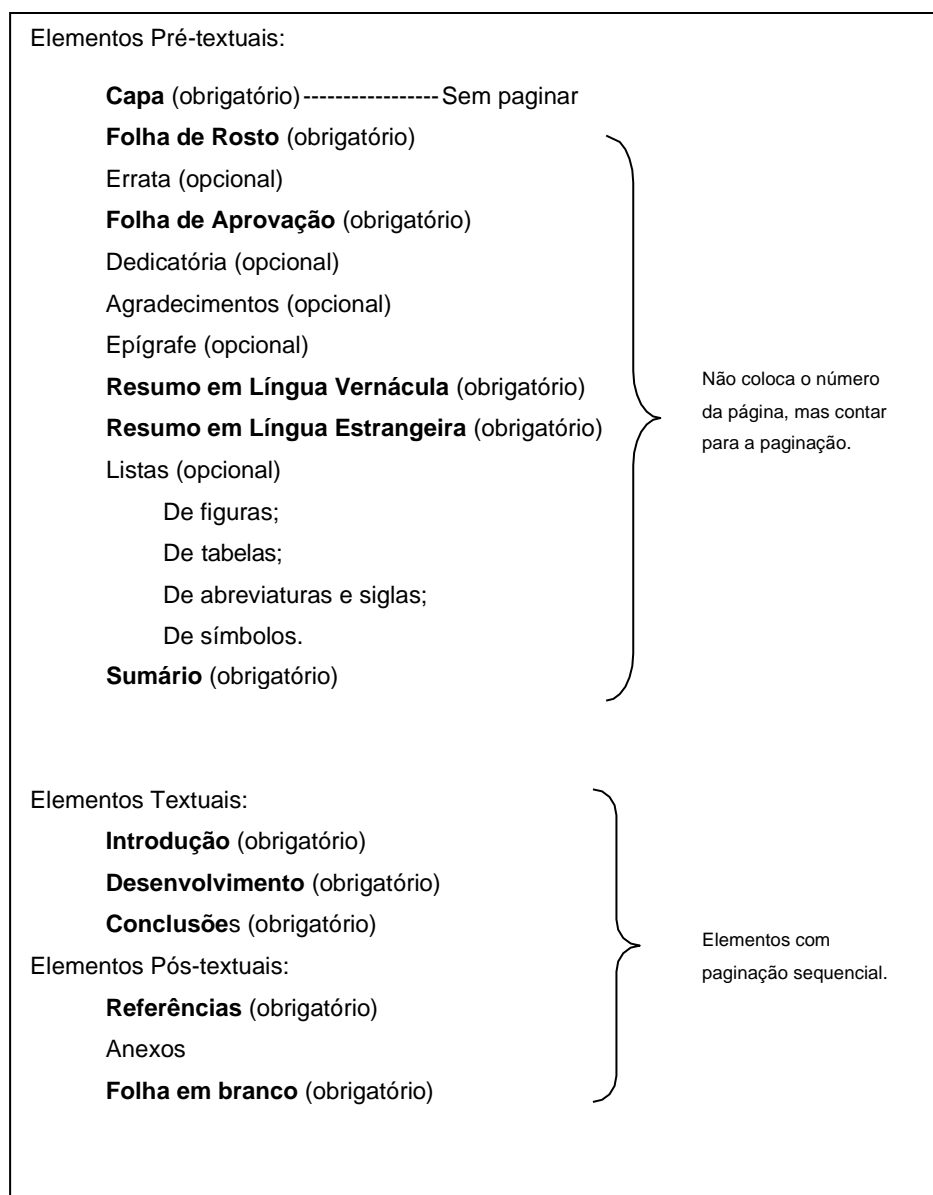 Elementos Pré-textuais:
Capa (obrigatório)-----------------Sem paginar
Folha de Rosto (obrigatório)
Errata (opcional)
Folha de Aprovação (obrigatório)
Dedicatória (opcional)
Agradecimentos (opcional)
Epígrafe (opcional)
Resumo em Língua Vernácula (obrigatório)
Resumo em Língua Estrangeira (obrigatório)
Listas (opcional)
De figuras;
De tabelas;
De abreviaturas e siglas;
De símbolos.
Sumário (obrigatório)
Não coloca o número
da página, mas contar
para a paginação.
Elementos Textuais:
Introdução (obrigatório)
Desenvolvimento (obrigatório)
Conclusões (obrigatório)
Elementos Pós-textuais:
Referências (obrigatório)
Anexos
Folha em branco (obrigatório)
Elementos com
paginação sequencial.